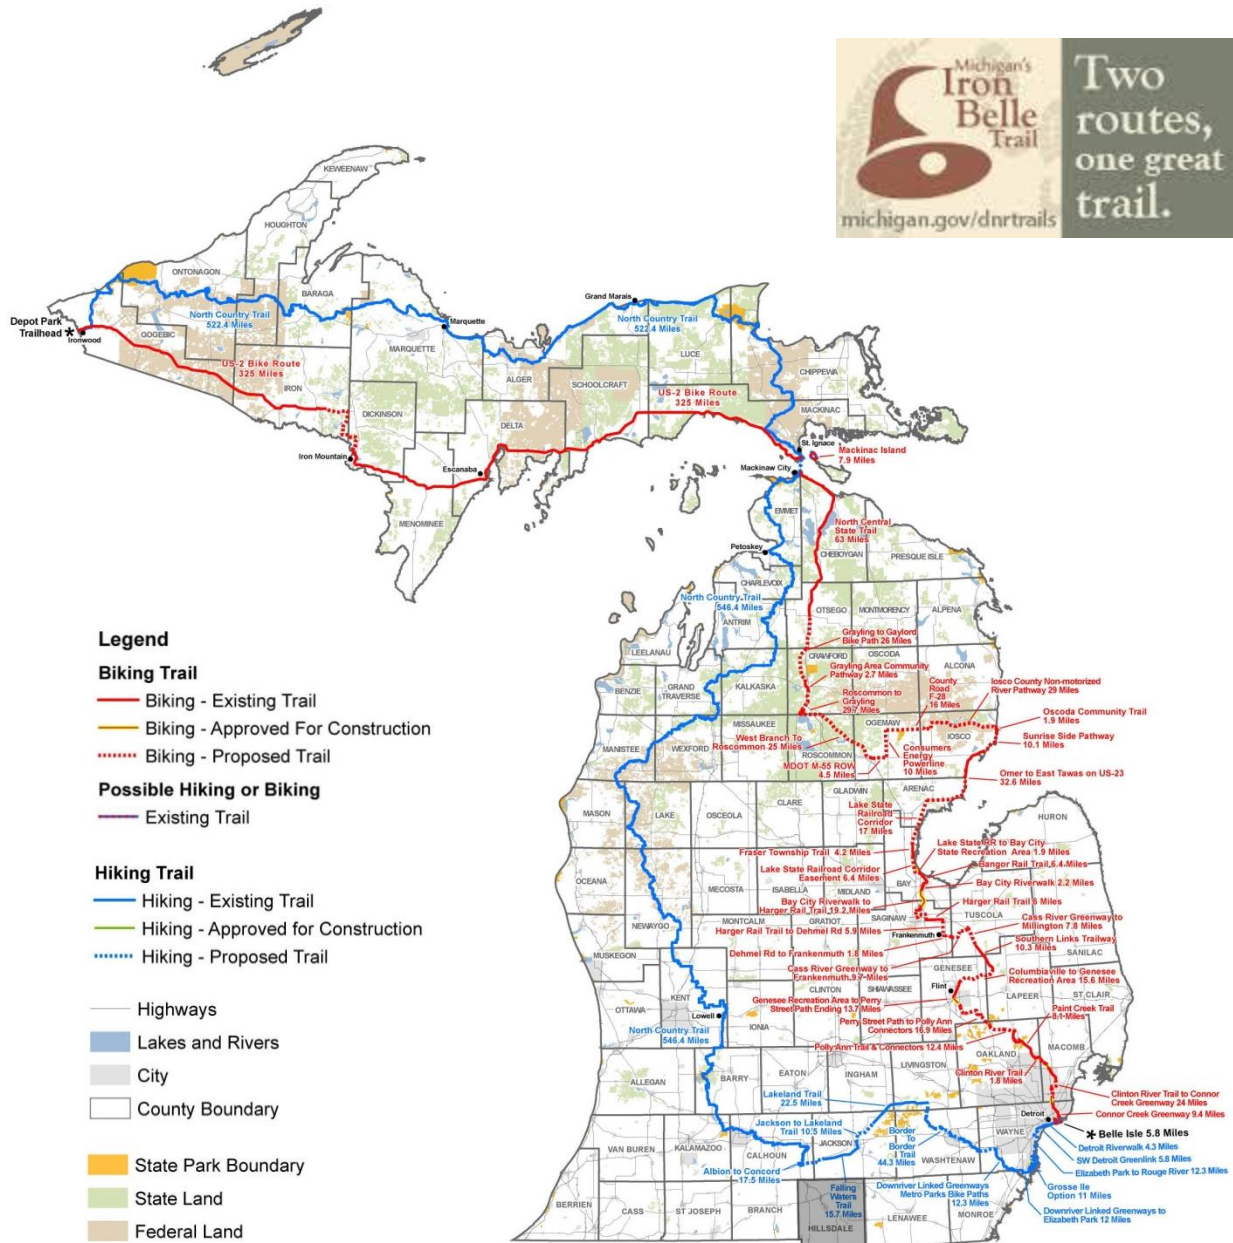 Michigan's
Iron
Belle
Trail
michigan.gov/dnrtrails
Two
routes,
one great
trail.
KEWEENAW
HOUGHTON
ONTONAGON
BARAGA
North Country Trail
522.4 Miles
Depot Park
Trailhead
Ironwood
GOGEBIC
US-2 Bike Route
325 Miles
IRON
MARQUETTE
Marquette
Grand Marais
North Country Trail
522.4 Miles
LUCE
ALGER
SCHOOLCRAFT
CHIPPEWA
US-2 Bike Route
325 Miles
MACKINAC
DICKINSON
DELTA
Iron Mountain
Escanaba
MENOMINEE
St. Ignace
Mackinac Island
7.9 Miles
Mackinaw City
EMMET
North Central
State Trail
63 Miles
CHEBOYGAN
PRESQUE ISLE
Petoskey
CHARLEVOIX
North Country Trail
546.4 Miles
ANTRIM
OTSEGO
MONTMORENCY
ALPENA
LEELANAU
Grayling to Gaylord
Bike Path 26 Miles
CRAWFORD
OSCODA
ALCONA
Grayling Area Community
Pathway 2.7 Miles
BENZIE
GRAND
TRAVERSE
KALKASKA
Roscommon to
Grayling
29.7 Miles
County
Road
F-28
16 Miles
Iosco County Non-motorized
River Pathway 29 Miles
Oscoda Community Trail
1.9 Miles
MISSAUKEE
OGEMAW
IOSCO
Sunrise Side Pathway
10.1 Miles
MANISTEE
WEXFORD
West Branch To
Roscommon 25 Miles
ROSCOMMON
Consumers
Energy
Powerline
10 Miles
MDOT M-55 ROW
4.5 Miles
Omer to East Tawas on US-23
32.6 Miles
GLADWIN
ARENAC
MASON
LAKE
OSCEOLA
CLARE
Lake State
Railroad
Corridor
17 Miles
HURON
Fraser Township Trail 4.2 Miles
Lake State RR to Bay City
State Recreation Area 1.9 Miles
Lake State Railroad Corridor
Easement 6.4 Miles
Bangor Rail Trail 6.4 Miles
OCEANA
NEWAYGO
MECOSTA
ISABELLA
MIDLAND
BAY
Bay City Riverwalk 2.2 Miles
Bay City Riverwalk to
Harger Rail Trail 19.2 Miles
Harger Rail Trail 6 Miles
MONTCALM
GRATIOT
SAGINAW
TUSCOLA
SANILAC
Harger Rail Trail to Dehmel Rd 5.9 Miles
Cass River Greenway to
Millington 7.8 Miles
Frankenmuth
Dehmel Rd to Frankenmuth 1.8 Miles
Southern Links Trailway
10.3 Miles
Cass River Greenway to
Frankenmuth 9.7 Miles
MUSKEGON
GENESEE
Columbiaville to Genesee
Recreation Area 15.6 Miles
Flint
LAPEER
ST CLAIR
KENT
OTTAWA
IONIA
CLINTON
SHIAWASSEE
Genesee Recreation Area to Perry
Street Path Ending 13.7 Miles
Lowell
Paint Creek Trail
8.1 Miles
Perry Street Path to Polly Ann
Connectors 16.9 Miles
North Country Trail
546.4 Miles
Polly Ann Trail & Connectors 12.4 Miles
OAKLAND
MACOMB
ALLEGAN
BARRY
EATON
INGHAM
LIVINGSTON
Clinton River Trail
1.8 Miles
Clinton River Trail to Connor
Creek Greenway 24 Miles
Lakeland Trail
22.5 Miles
Connor Creek Greenway 9.4 Miles
Detroit
Belle Isle 5.8 Miles
Jackson to Lakeland
Trail 10.5 Miles
Border
To
Border
Trail
44.3 Miles
WAYNE
Detroit Riverwalk 4.3 Miles
SW Detroit Greenlink 5.8 Miles
VAN BUREN
KALAMAZOO
CALHOUN
JACKSON
WASHTENAW
Elizabeth Park to Rouge River 12.3 Miles
Albion to Concord
17.5 Miles
Falling
Waters
Trail
15.7 Miles
Downriver Linked Greenways
Metro Parks Bike Paths
12.3 Miles
Grosse Ile
Option 11 Miles
Downriver Linked Greenways to
Elizabeth Park 12 Miles
BERRIEN
CASS
ST JOSEPH
BRANCH
HILLSDALE
LENAWEE
MONROE
Legend
Biking Trail
Biking - Existing Trail
Biking - Approved For Construction
Biking - Proposed Trail
Possible Hiking or Biking
Existing Trail
Hiking Trail
Hiking - Existing Trail
Hiking - Approved for Construction
Hiking - Proposed Trail
Highways
Lakes and Rivers
City
County Boundary
State Park Boundary
State Land
Federal Land